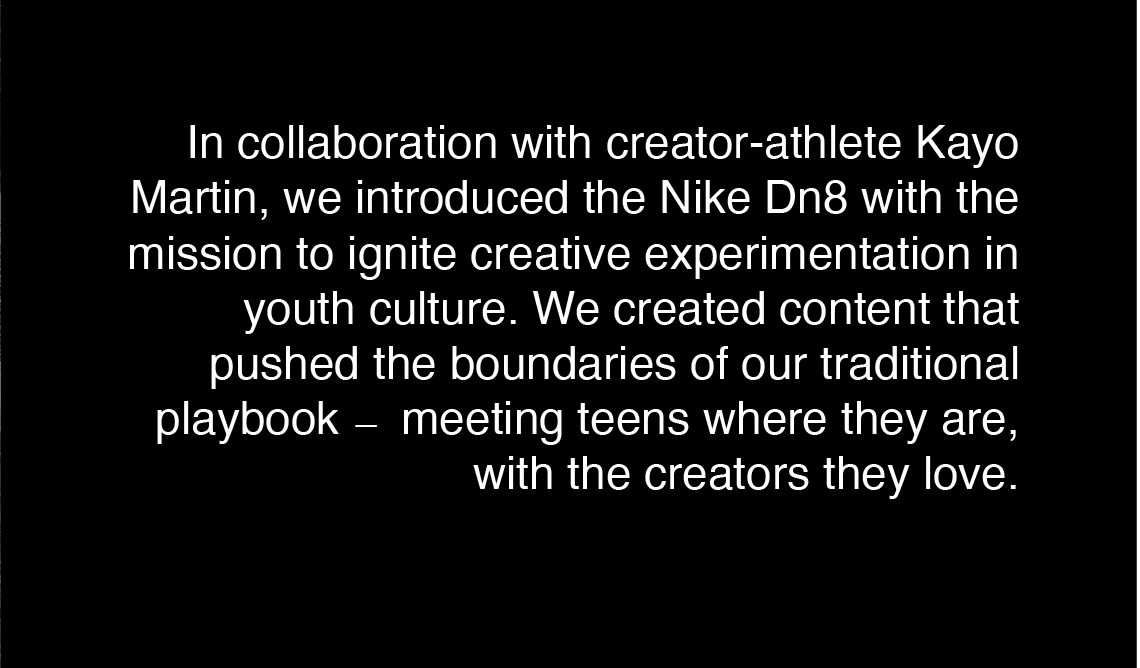 In collaboration with creator-athlete Kayo
Martin, we introduced the Nike Dn8 with the
mission to ignite creative experimentation in
youth culture. We created content that
pushed the boundaries of our traditional
playbook – meeting teens where they are,
with the creators they love.